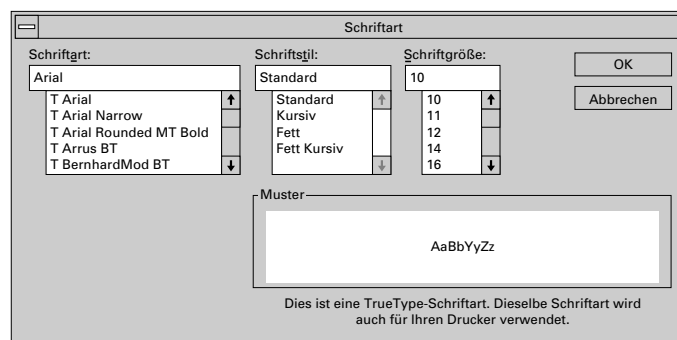 Schriftart
Schriftart:
Arial
T Arial
T Arial Narrow
T Arial Rounded MT Bold
T Arrus BT
T BernhardMod BT
Schriftstil:
Standard
Standard
Kursiv
Fett
Fett Kursiv
Schriftgröße:
10
10
11
12
14
16
OK
Abbrechen
Muster
AaBbYyZz
Dies ist eine TrueType-Schriftart. Dieselbe Schriftart wird
auch für Ihren Drucker verwendet.